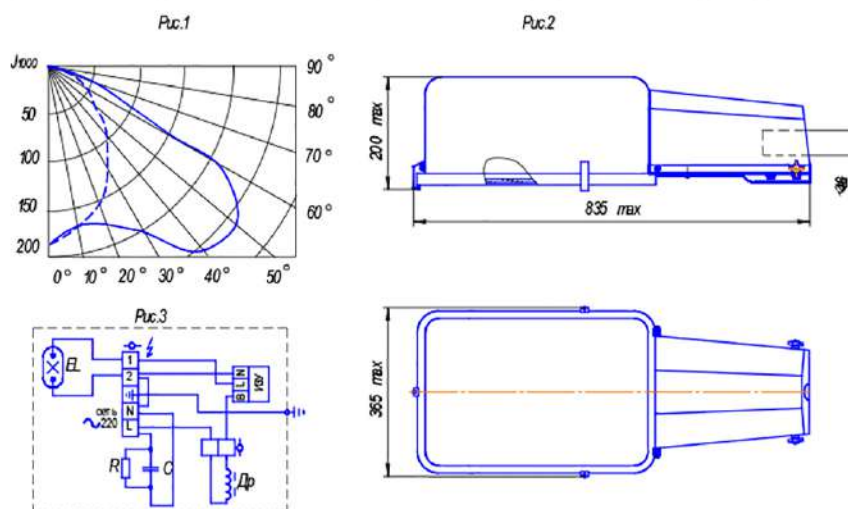 Рис.1
J1000
50
100
150
200
0°
10°
20°
30°
40°
50°
60°
70°
80°
90°
Рис.2
200 max
835 max
Рис.3
EL
1
2
N
L
сеть
~220
R
C
Др
ИЗУ
N
L
B
365 max